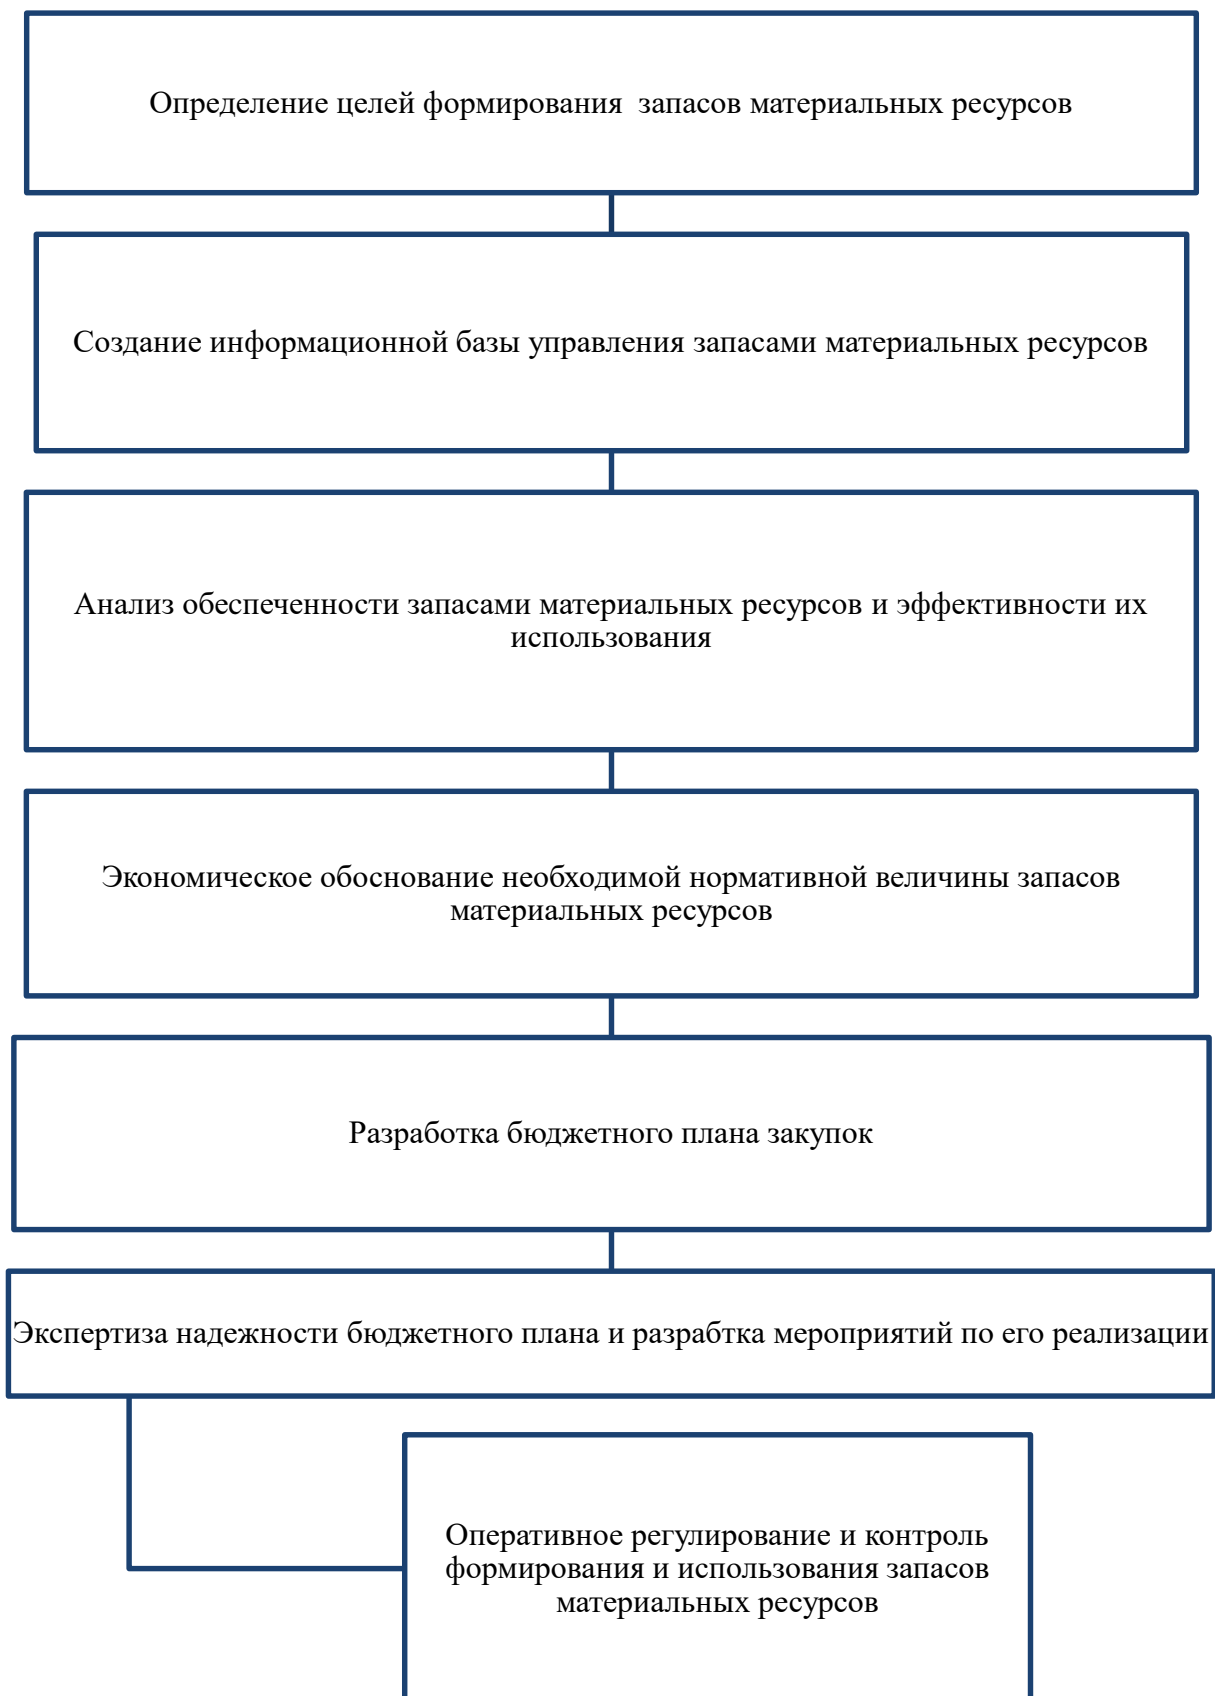 Определение целей формирования  запасов материальных ресурсов
Создание информационной базы управления запасами материальных ресурсов
Анализ обеспеченности запасами материальных ресурсов и эффективности их
использования
Экономическое обоснование необходимой нормативной величины запасов
материальных ресурсов
Разработка бюджетного плана закупок
Экспертиза надежности бюджетного плана и разрабтка мероприятий по его реализации
Оперативное регулирование и контроль
формирования и использования запасов
материальных ресурсов